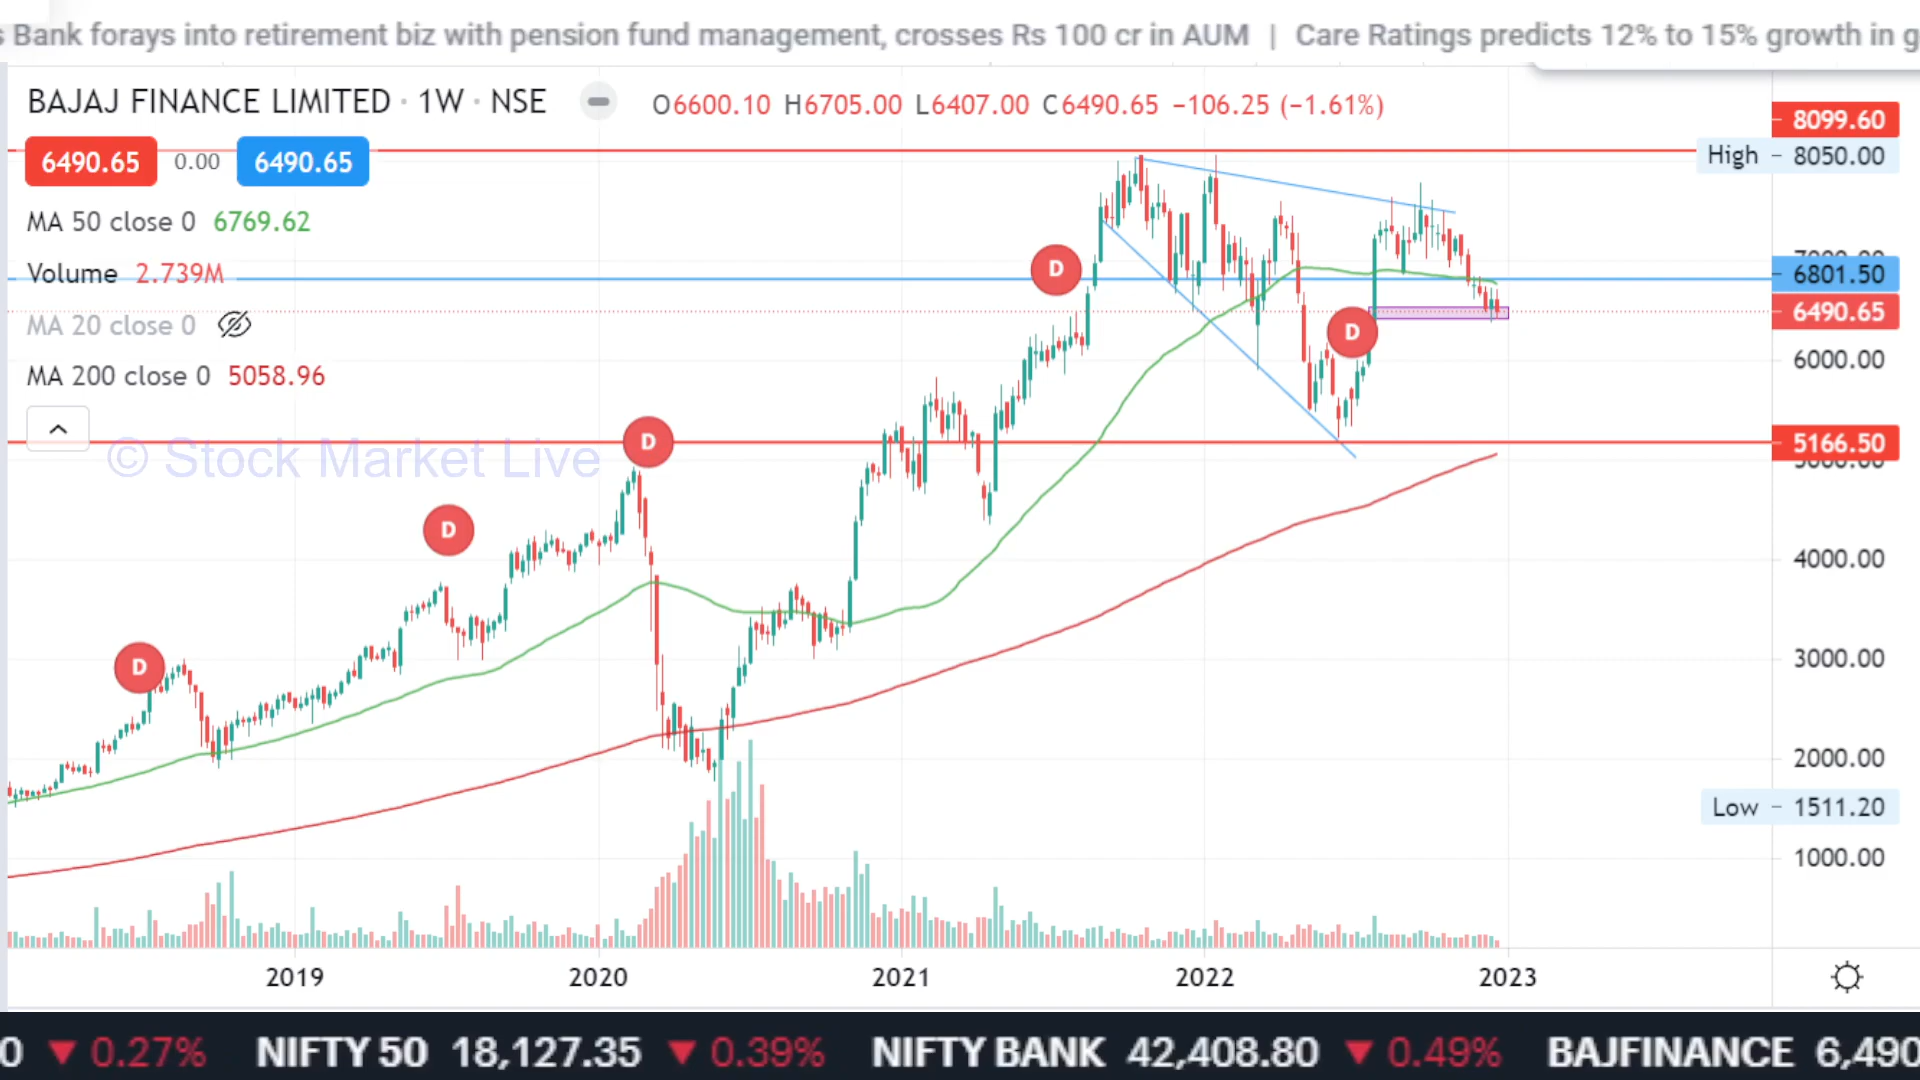 Bank forays into retirement biz with pension fund management, crosses Rs 100 cr in AUM | Care Ratings predicts 12% to 15% growth in g
BAJAJ FINANCE LIMITED · 1W · NSE
O6600.10 H6705.00 L6407.00 C6490.65 −106.25 (−1.61%)
8099.60
High 8050.00
6490.65 0.00 6490.65
MA 50 close 0 6769.62
Volume 2.739M
6801.50
D
6490.65
MA 20 close 0
D
6000.00
MA 200 close 0 5058.96
D
5166.50
5000.00
© Stock Market Live
D
4000.00
D
3000.00
2000.00
Low 1511.20
1000.00
2019 2020 2021 2022 2023
0 ▼ 0.27% NIFTY 50 18,127.35 ▼ 0.39% NIFTY BANK 42,408.80 ▼ 0.49% BAJFINANCE 6,490